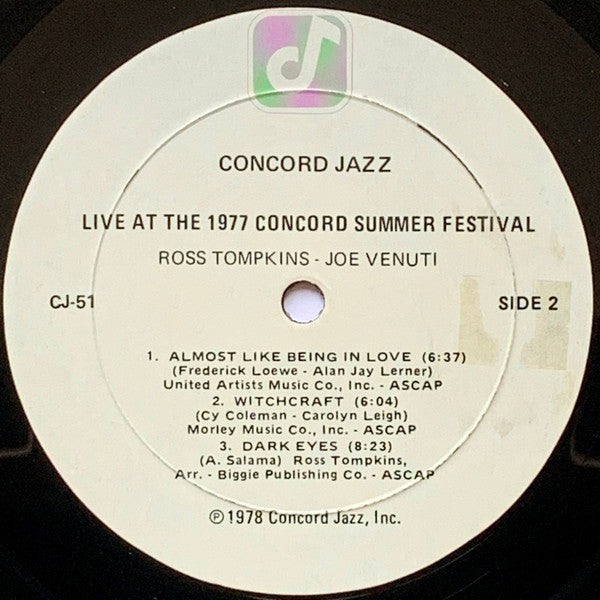 CONCORD JAZZ
LIVE AT THE 1977 CONCORD SUMMER FESTIVAL
ROSS TOMPKINS - JOE VENUTI
CJ-51
SIDE 2
1. ALMOST LIKE BEING IN LOVE (6:37)
(Frederick Loewe - Alan Jay Lerner)
United Artists Music Co., Inc. - ASCAP
2. WITCHCRAFT (6:04)
(Cy Coleman - Carolyn Leigh)
Morley Music Co., Inc. - ASCAP
3. DARK EYES (8:23)
(A. Salama) Ross Tompkins,
Arr. - Biggie Publishing Co. - ASCAP
℗ 1978 Concord Jazz, Inc.